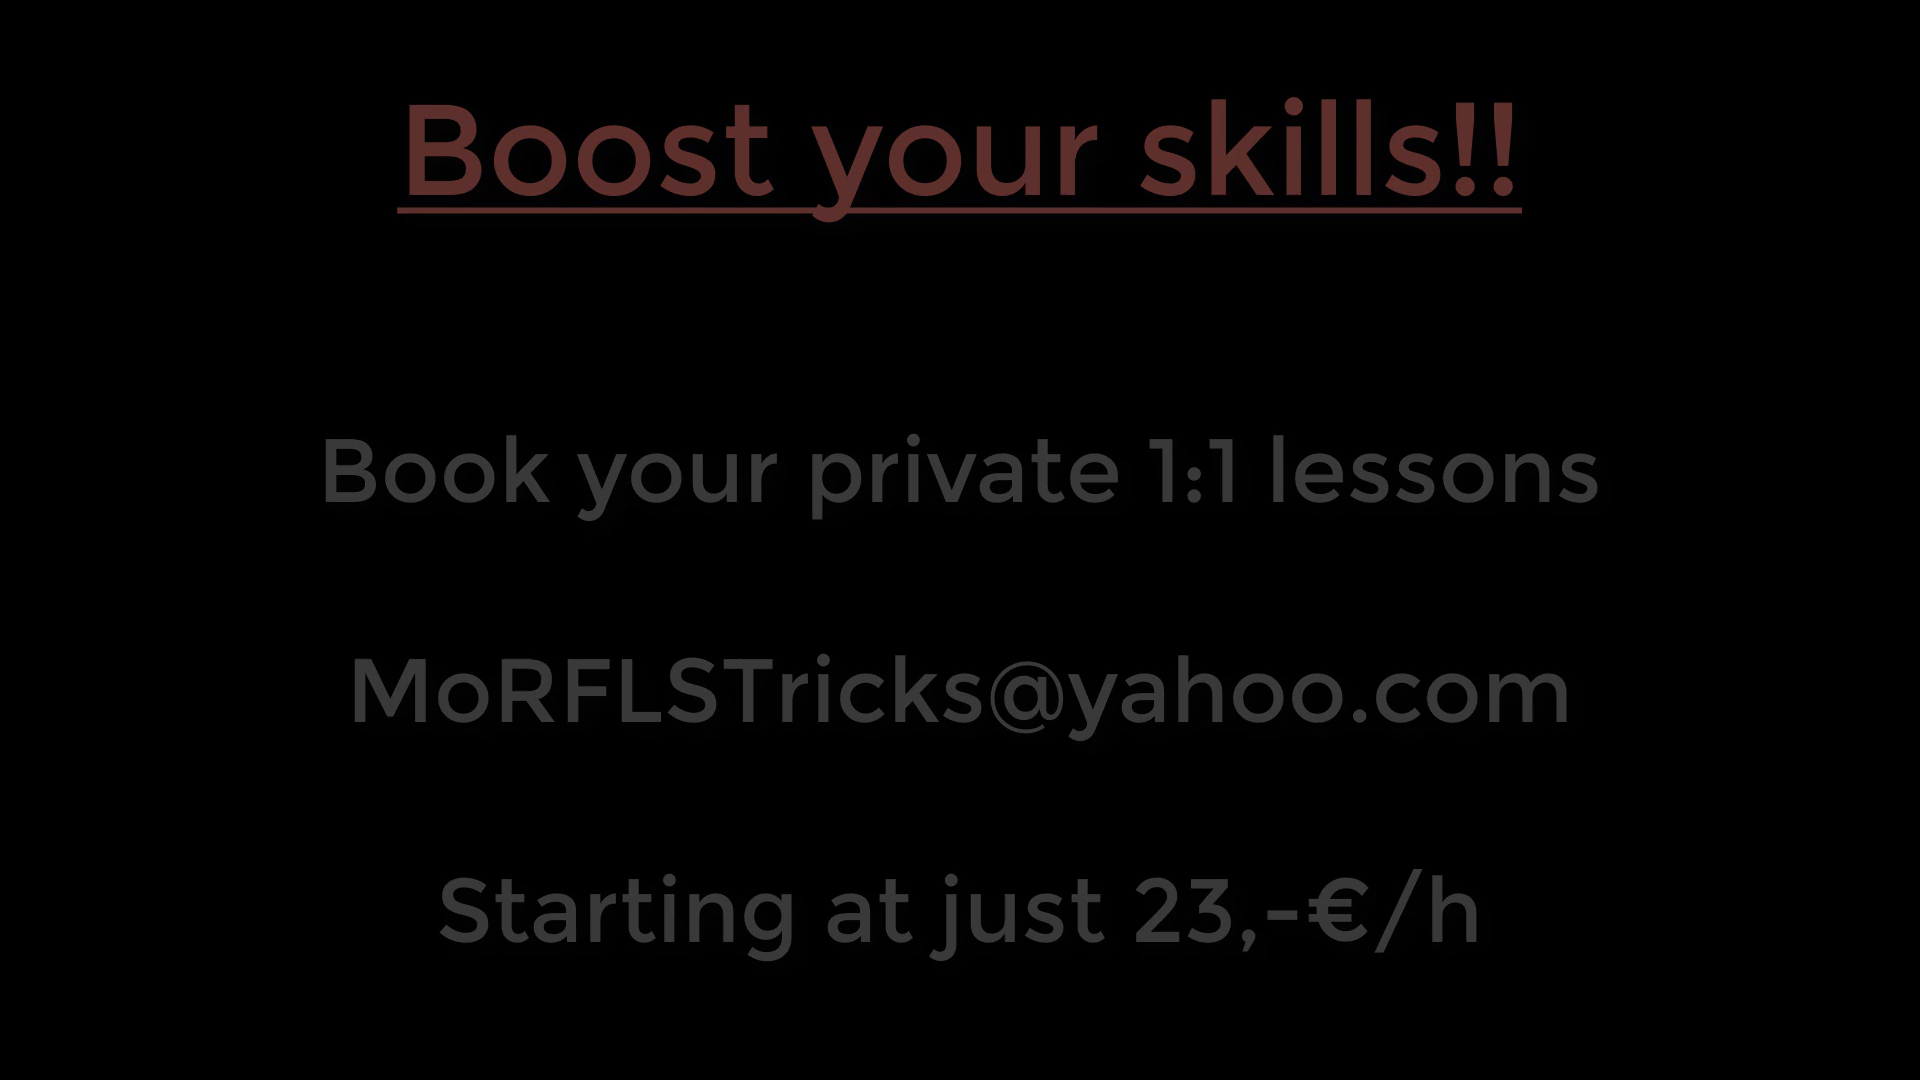 Boost your skills!!
Book your private 1:1 lessons
MoRFLSTricks@yahoo.com
Starting at just 23,-€/h